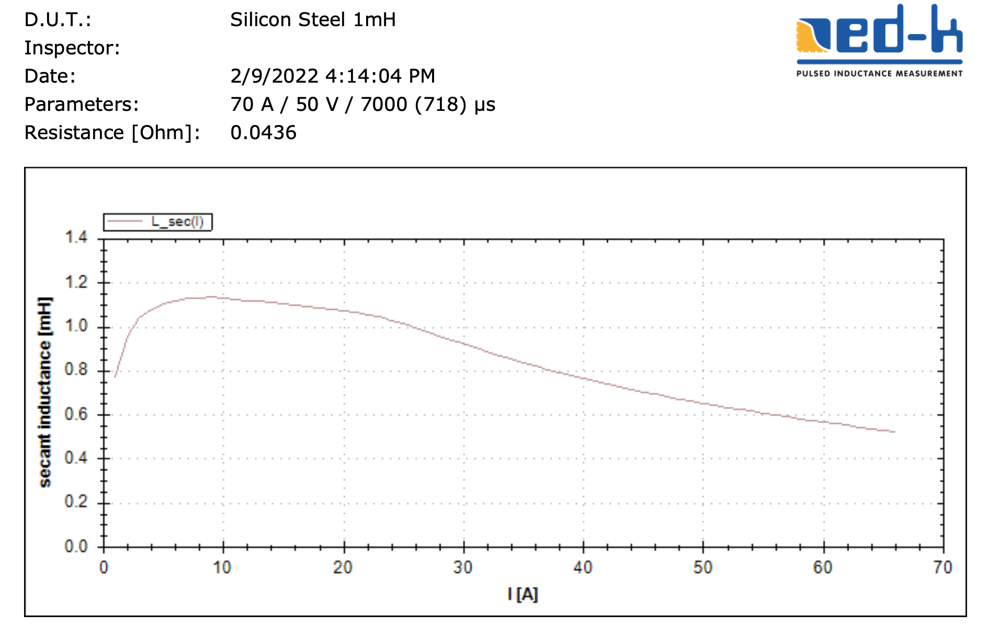 D.U.T.: Silicon Steel 1mH
Inspector:
Date: 2/9/2022 4:14:04 PM
Parameters: 70 A / 50 V / 7000 (718) µs
Resistance [Ohm]: 0.0436
ed-k
PULSED INDUCTANCE MEASUREMENT
L_sec(I)
1.4
1.2
1.0
0.8
0.6
0.4
0.2
0.0
secant inductance [mH]
0 10 20 30 40 50 60 70
I [A]